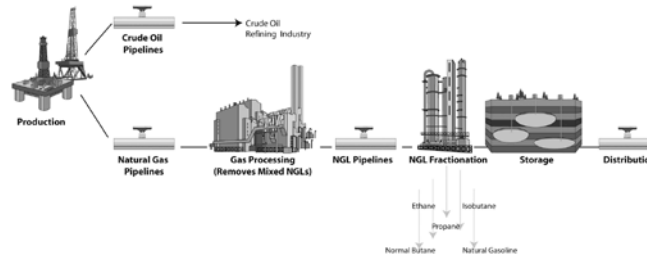 Crude Oil
Pipelines
Crude Oil
Refining Industry
Production
Natural Gas
Pipelines
Gas Processing
(Removes Mixed NGLs)
NGL Pipelines
NGL Fractionation
Storage
Distributio
Ethane
Isobutane
Propane
Normal Butane
Natural Gasoline